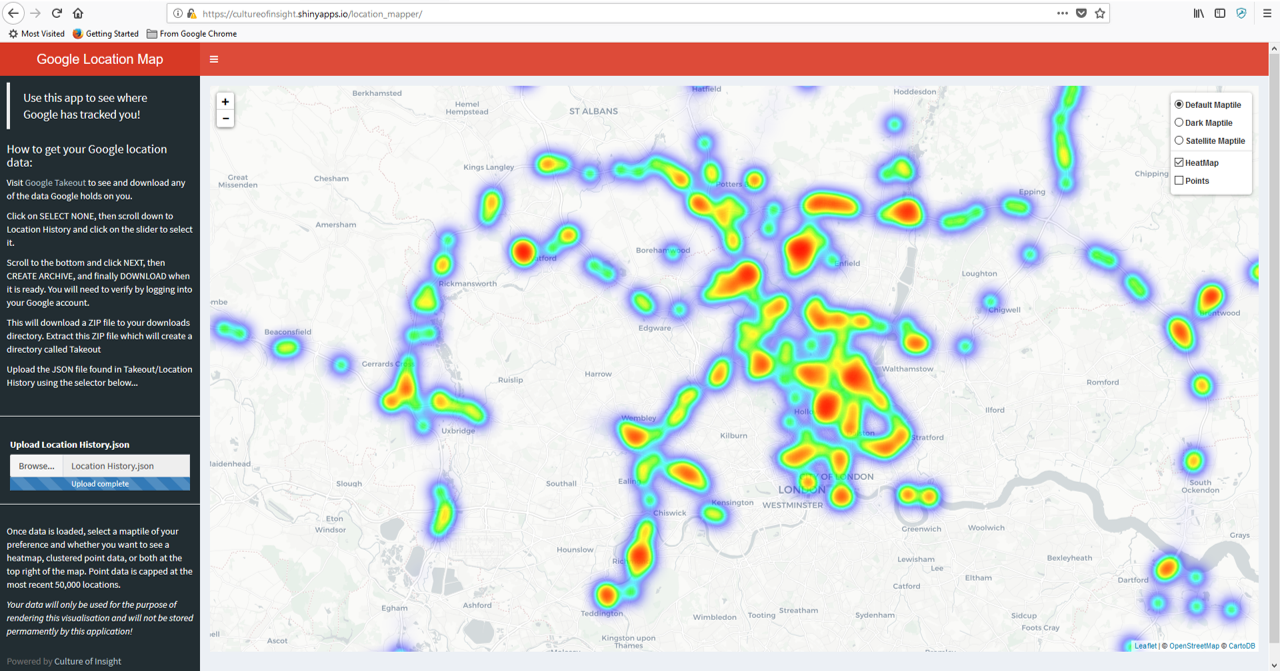 https://cultureofinsight.shinyapps.io/location_mapper/
Most Visited
Getting Started
From Google Chrome
Google Location Map
Use this app to see where
Google has tracked you!
How to get your Google location
data:
Visit Google Takeout to see and download any
of the data Google holds on you.
Click on SELECT NONE, then scroll down to
Location History and click on the slider to select
it.
Scroll to the bottom and click NEXT, then
CREATE ARCHIVE, and finally DOWNLOAD when
it is ready. You will need to verify by logging into
your Google account.
This will download a ZIP file to your downloads
directory. Extract this ZIP file which will create a
directory called Takeout
Upload the JSON file found in Takeout/Location
History using the selector below...
Upload Location History.json
Browse...
Location History.json
Upload complete
Once data is loaded, select a maptile of your
preference and whether you want to see a
heatmap, clustered point data, or both at the
top right of the map. Point data is capped at the
most recent 50,000 locations.
Your data will only be used for the purpose of
rendering this visualisation and will not be stored
permamently by this application!
Powered by Culture of Insight
+
-
Default Maptile
Dark Maptile
Satellite Maptile
HeatMap
Points
Berkhamsted
Hatfield
Hoddesdon
Hemel
Hempstead
ST ALBANS
Kings Langley
Great
Missenden
Chesham
Potters
Epping
Chipping
Amersham
Borehamwood
Enfield
Loughton
Rickmansworth
Chigwell
Beaconsfield
Edgware
Brentwood
Gerrards Cross
Ruislip
Harrow
Walthamstow
Romford
Wembley
Ilford
Uxbridge
Kilburn
Stratford
Slough
Southall
Ealing
CITY OF LONDON
LONDON
South
Ockendon
Kensington
WESTMINSTER
Eton
Windsor
Chiswick
Greenwich
Woolwich
Grays
Hounslow
Lewisham
Lee
Bexleyheath
Catford
Eltham
Dartford
Egham
Ashford
Teddington
Wimbledon
Tooting
Streatham
Sydenham
Sidcup
Foots Cray
Ascot
Kingston upon
Thames
Leaflet | © OpenStreetMap © CartoDB